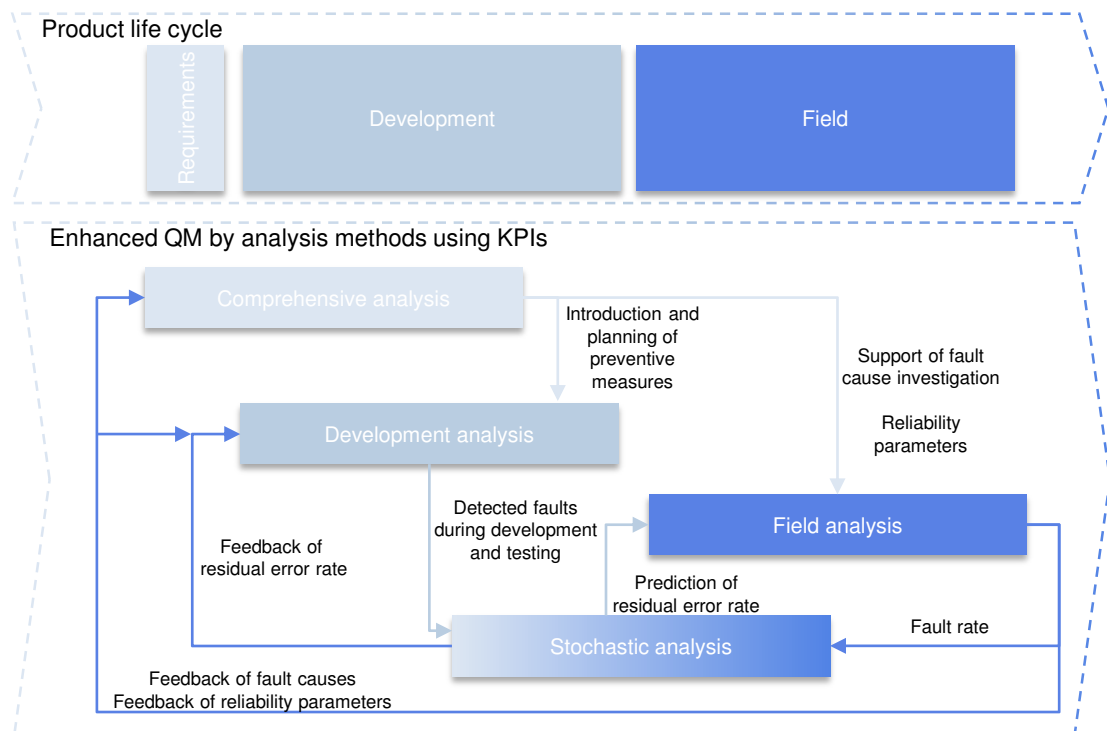 Product life cycle
Requirements
Development
Field
Enhanced QM by analysis methods using KPIs
Comprehensive analysis
Introduction and
planning of
preventive
measures
Support of fault
cause investigation
Reliability
parameters
Development analysis
Detected faults
during development
and testing
Field analysis
Feedback of
residual error rate
Prediction of
residual error rate
Fault rate
Stochastic analysis
Feedback of fault causes
Feedback of reliability parameters